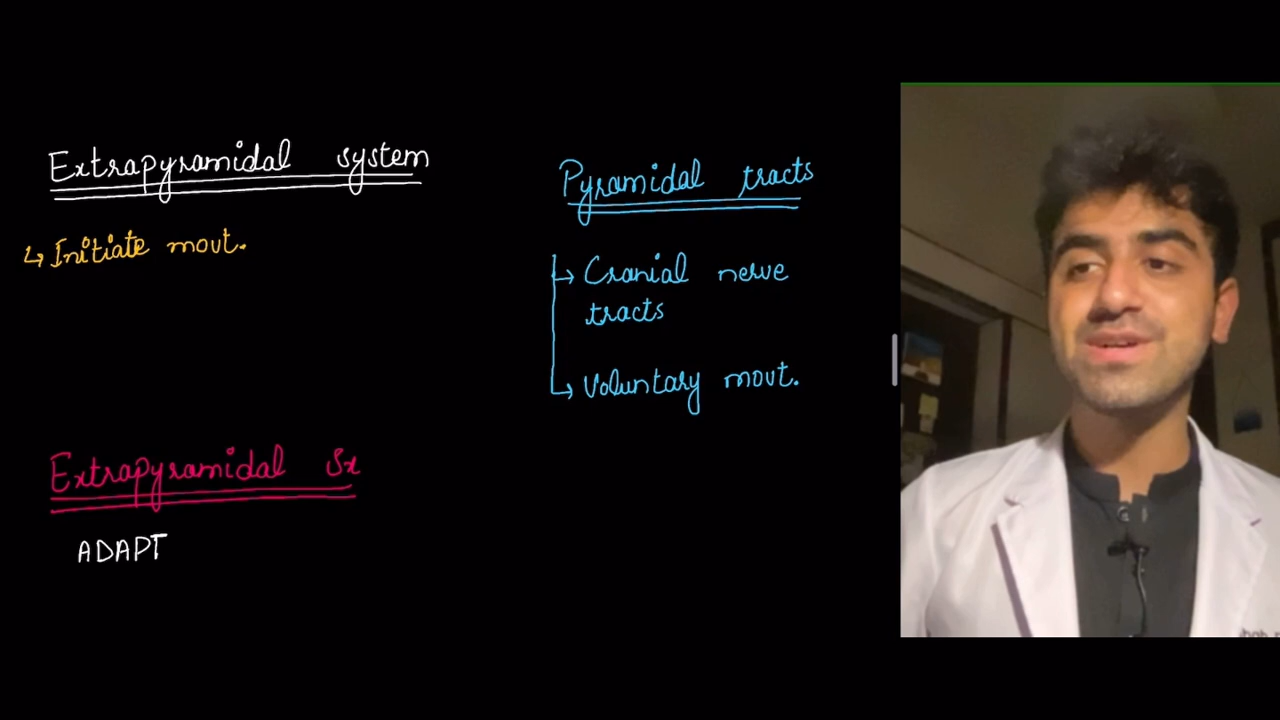 Extrapyramidal system
↳ Initiate movt.
Extrapyramidal Sx
ADAPT
Pyramidal tracts
→ Cranial nerve
tracts
↳ Voluntary movt.